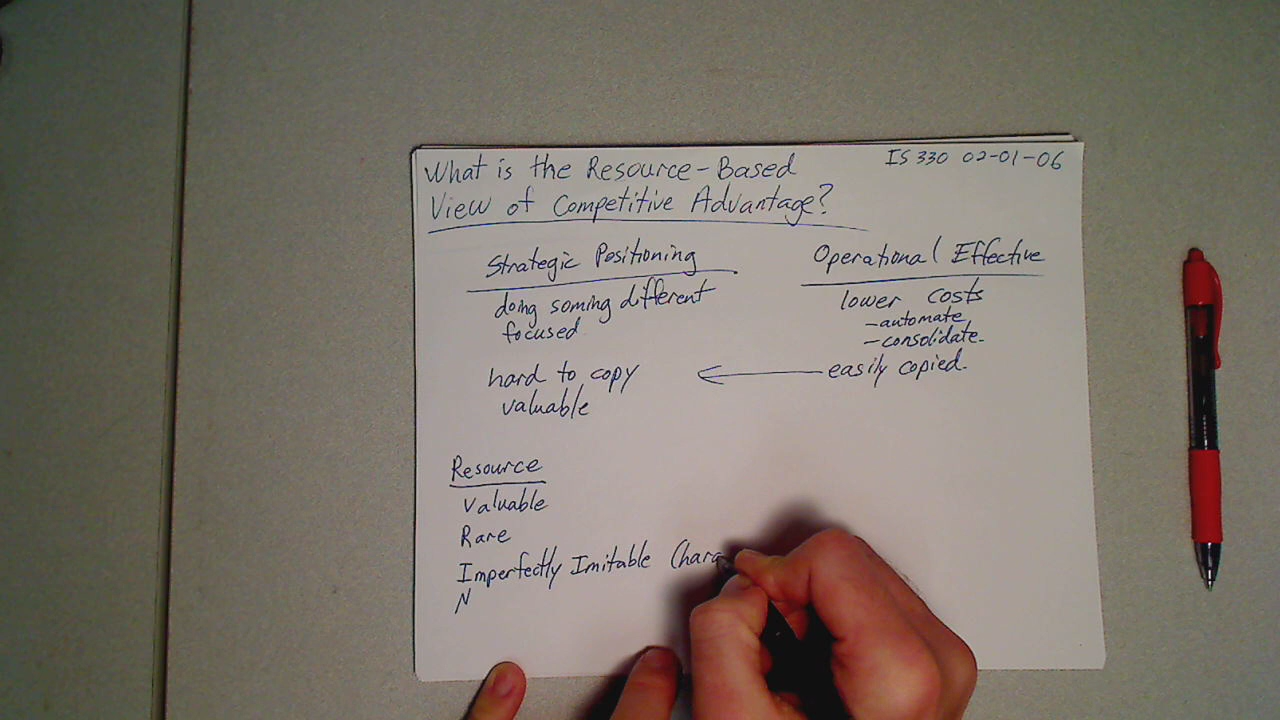 What is the Resource-Based
View of Competitive Advantage?
IS 330 02-01-06
Strategic Positioning
doing soming different
focused
hard to copy
valuable
Operational Effective
lower costs
-automate
-consolidate.
easily copied.
Resource
Valuable
Rare
Imperfectly Imitable (hara
N